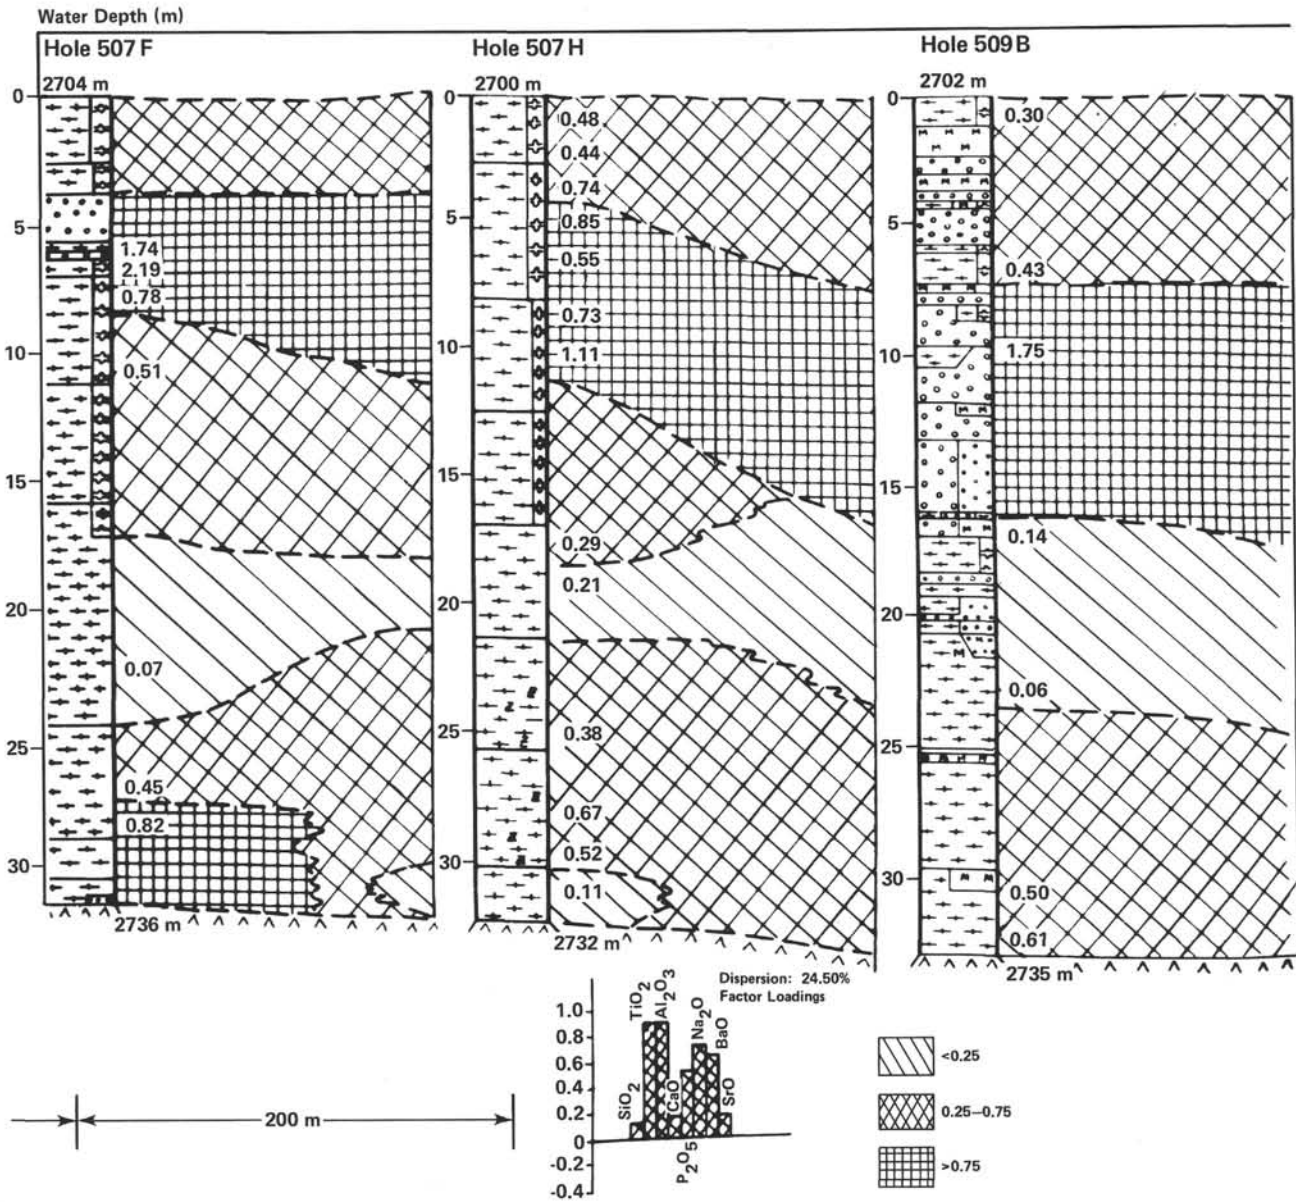 Water Depth (m)
Hole 507 F
Hole 507 H
Hole 509 B
2704 m
2700 m
2702 m
0
5
10
15
20
25
30
1.74
2.19
0.78
0.51
0.07
0.45
0.82
2736 m
0
5
10
15
20
25
30
0.48
0.44
0.74
0.85
0.55
0.73
1.11
0.29
0.21
0.38
0.67
0.52
0.11
2732 m
0
5
10
15
20
25
30
0.30
0.43
1.75
0.14
0.06
0.50
0.61
2735 m
Dispersion: 24.50%
Factor Loadings
1.0
0.8
0.6
0.4
0.2
0
-0.2
-0.4
SiO2
TiO2
Al2O3
CaO
P2O5
Na2O
BaO
SrO
200 m
<0.25
0.25—0.75
>0.75